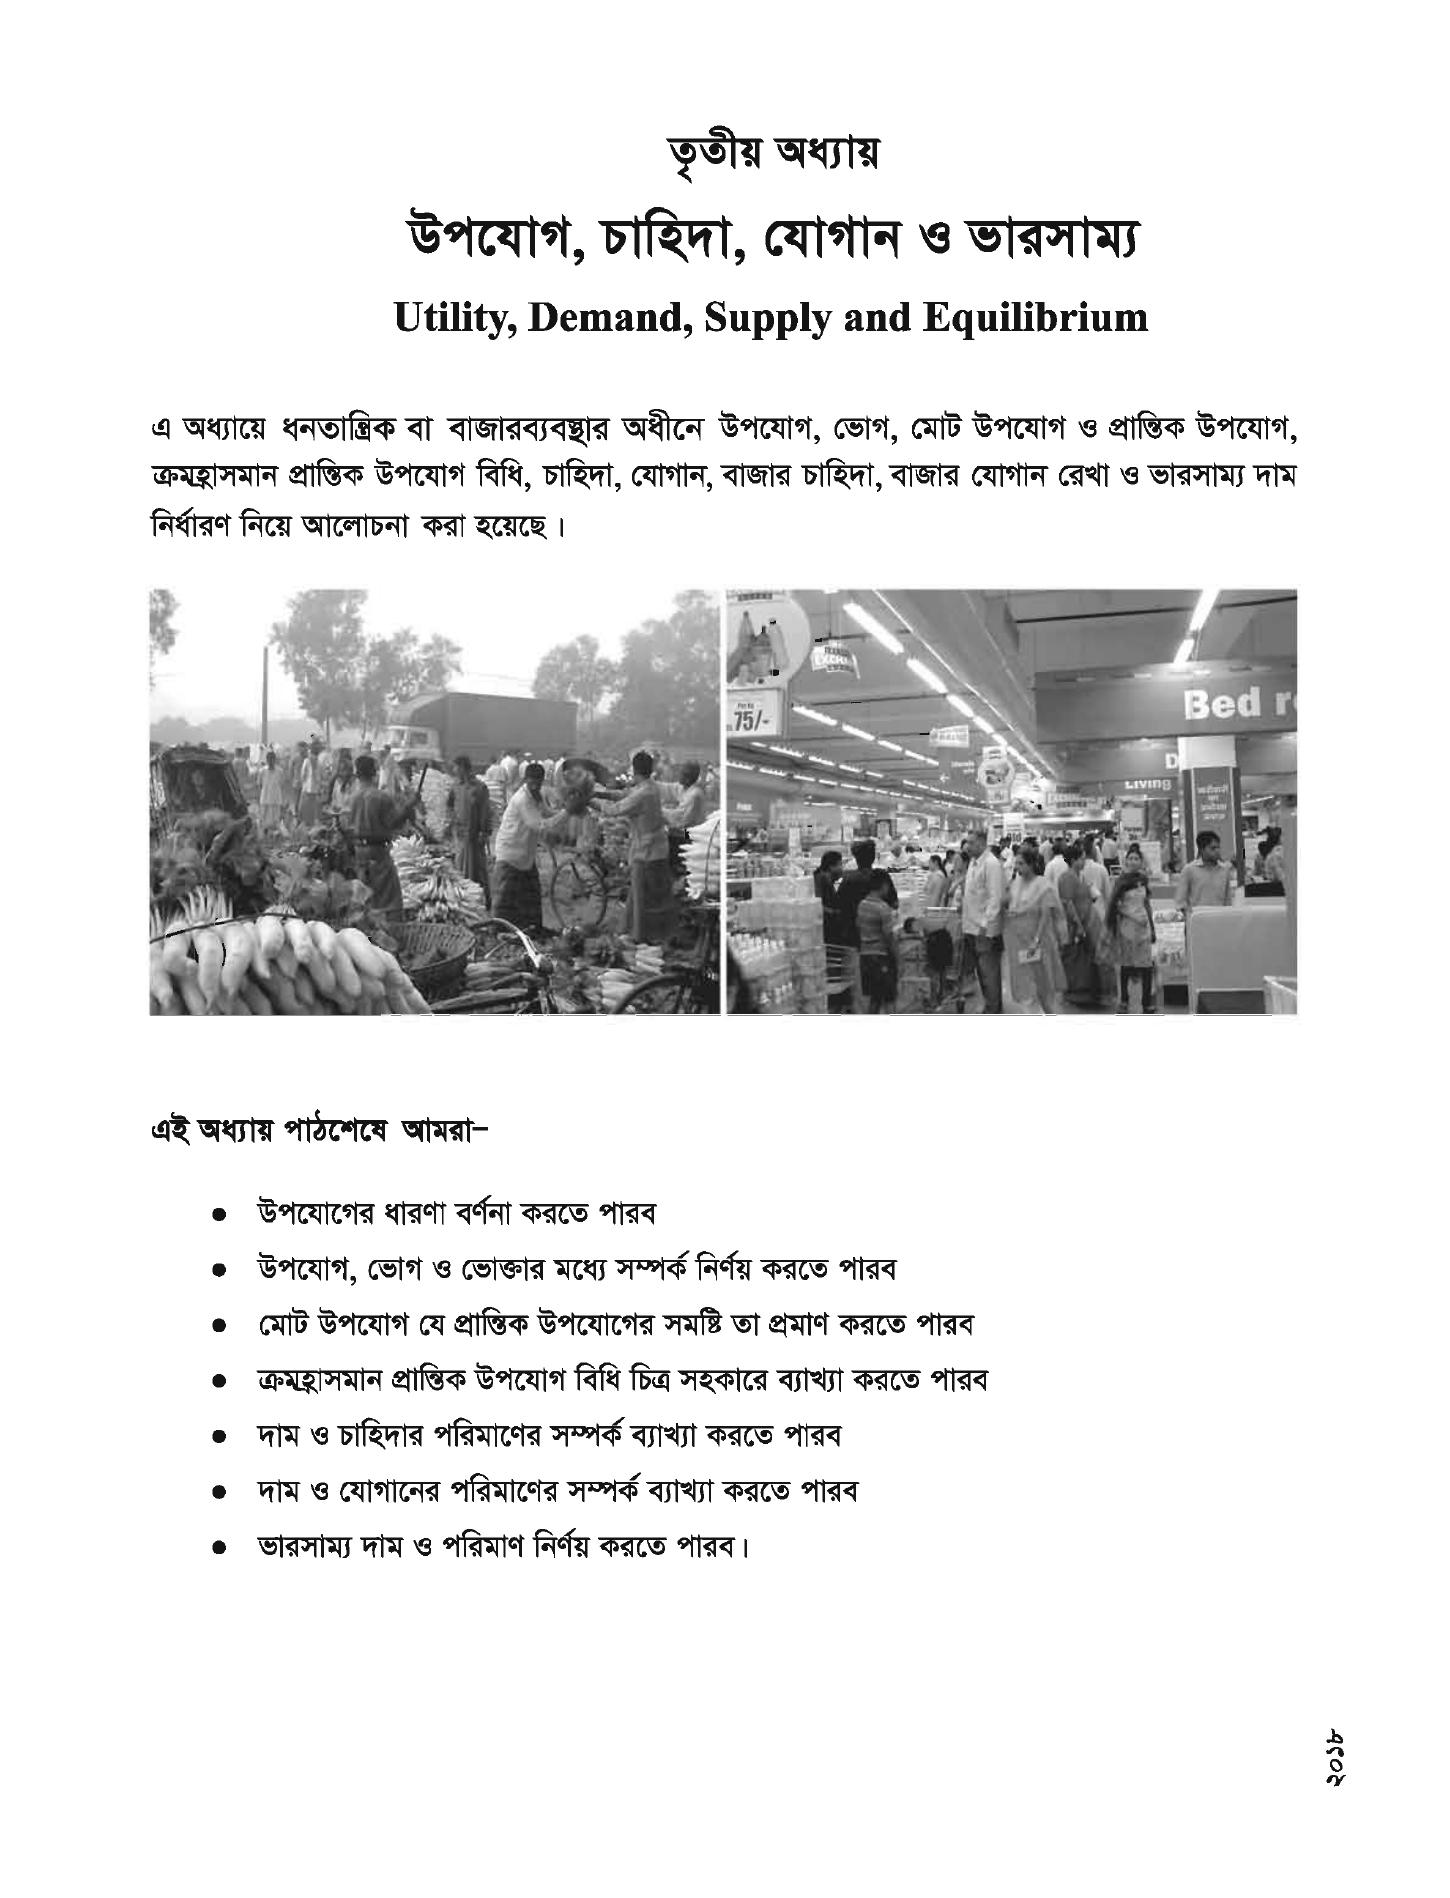 তৃতীয় অধ্যায়
উপযোগ, চাহিদা, যোগান ও ভারসাম্য
Utility, Demand, Supply and Equilibrium
এ অধ্যায়ে ধনতান্ত্রিক বা বাজারব্যবস্থার অধীনে উপযোগ, ভোগ, মোট উপযোগ ও প্রান্তিক উপযোগ,
ক্রমহ্রাসমান প্রান্তিক উপযোগ বিধি, চাহিদা, যোগান, বাজার চাহিদা, বাজার যোগান রেখা ও ভারসাম্য দাম
নির্ধারণ নিয়ে আলোচনা করা হয়েছে।
75/-
Bed
Living
এই অধ্যায় পাঠশেষে আমরা–
● উপযোগের ধারণা বর্ণনা করতে পারব
● উপযোগ, ভোগ ও ভোক্তার মধ্যে সম্পর্ক নির্ণয় করতে পারব
● মোট উপযোগ যে প্রান্তিক উপযোগের সমষ্টি তা প্রমাণ করতে পারব
● ক্রমহ্রাসমান প্রান্তিক উপযোগ বিধি চিত্র সহকারে ব্যাখ্যা করতে পারব
● দাম ও চাহিদার পরিমাণের সম্পর্ক ব্যাখ্যা করতে পারব
● দাম ও যোগানের পরিমাণের সম্পর্ক ব্যাখ্যা করতে পারব
● ভারসাম্য দাম ও পরিমাণ নির্ণয় করতে পারব।
২০১৮